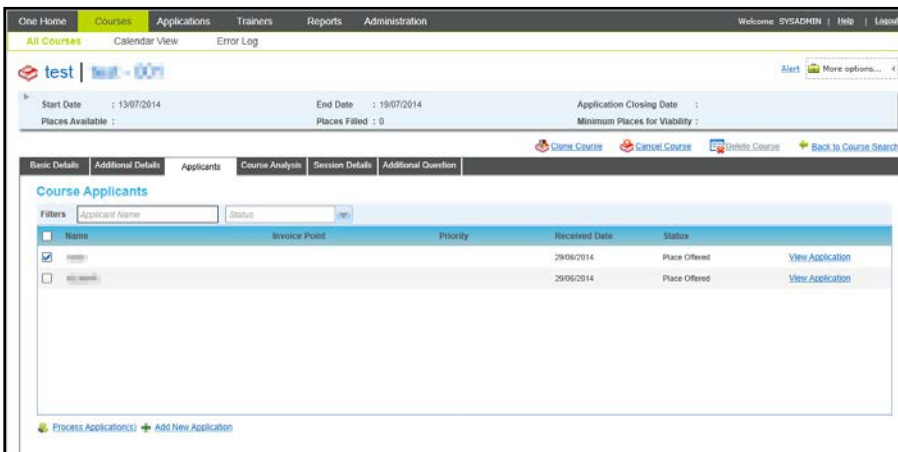 One Home Courses Applications Trainers Reports Administration Welcome SYSADMIN | Help | Logout
All Courses Calendar View Error Log
test |
Alert More options...
Start Date : 13/07/2014 End Date : 19/07/2014 Application Closing Date :
Places Available : Places Filled : 0 Minimum Places for Viability :
Clone Course Cancel Course Delete Course Back to Course Search
Basic Details Additional Details Applicants Course Analysis Session Details Additional Question
Course Applicants
Filters Applicant Name Status
Name Invoice Point Priority Received Date Status
29/06/2014 Place Offered View Application
29/06/2014 Place Offered View Application
Process Application(s) Add New Application